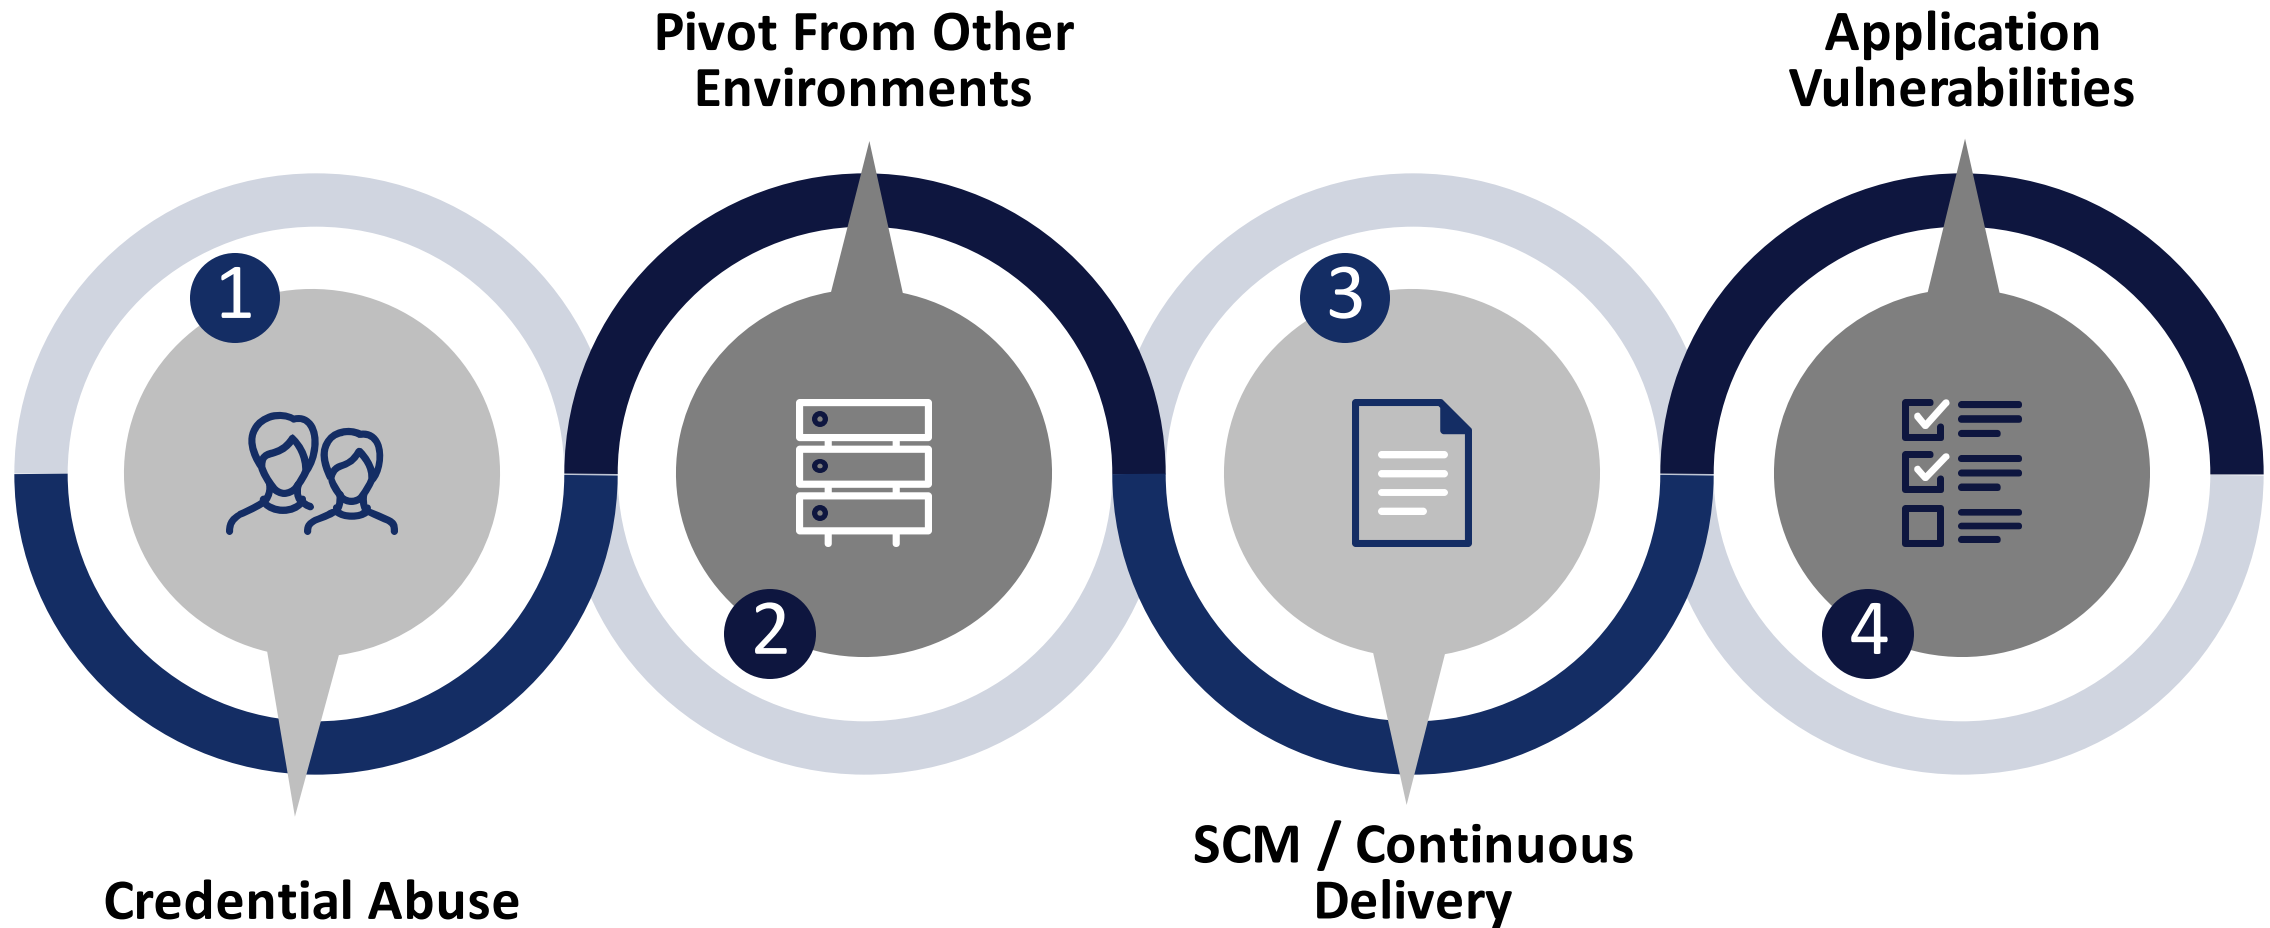 1
Credential Abuse
Pivot From Other
Environments
2
3
SCM / Continuous
Delivery
Application
Vulnerabilities
4